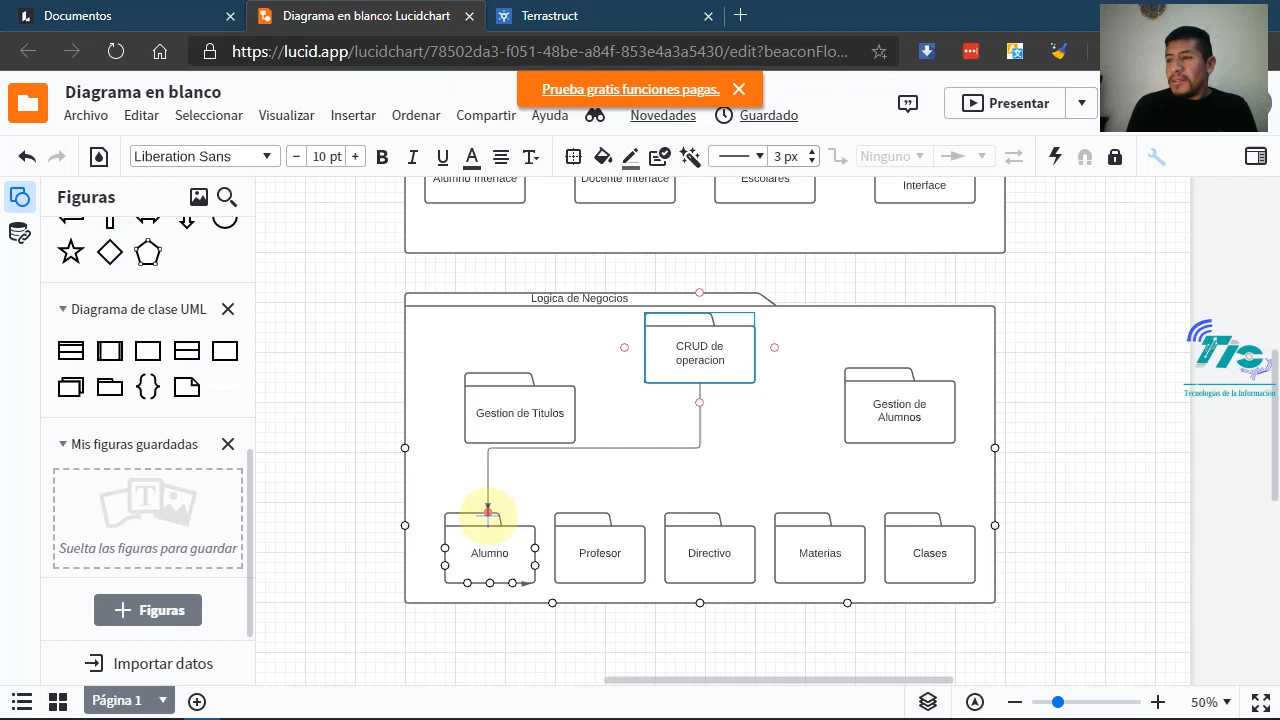 Documentos
Diagrama en blanco: Lucidchart
Terrastruct
https://lucid.app/lucidchart/78502da3-f051-48be-a84f-853e4a3a5430/edit?beaconFlo...
Prueba gratis funciones pagas.
Diagrama en blanco
Archivo Editar Seleccionar Visualizar Insertar Ordenar Compartir Ayuda Novedades Guardado
Presentar
Liberation Sans
10 pt
3 px
Ninguno
Figuras
Diagrama de clase UML
Mis figuras guardadas
Suelta las figuras para guardar
Figuras
Importar datos
Alumno Interface
Docente Interface
Escolares
Interface
Logica de Negocios
CRUD de
operacion
Gestion de Titulos
Gestion de
Alumnos
Alumno
Profesor
Directivo
Materias
Clases
Tic
Tecnologías de la Información
Página 1
50%